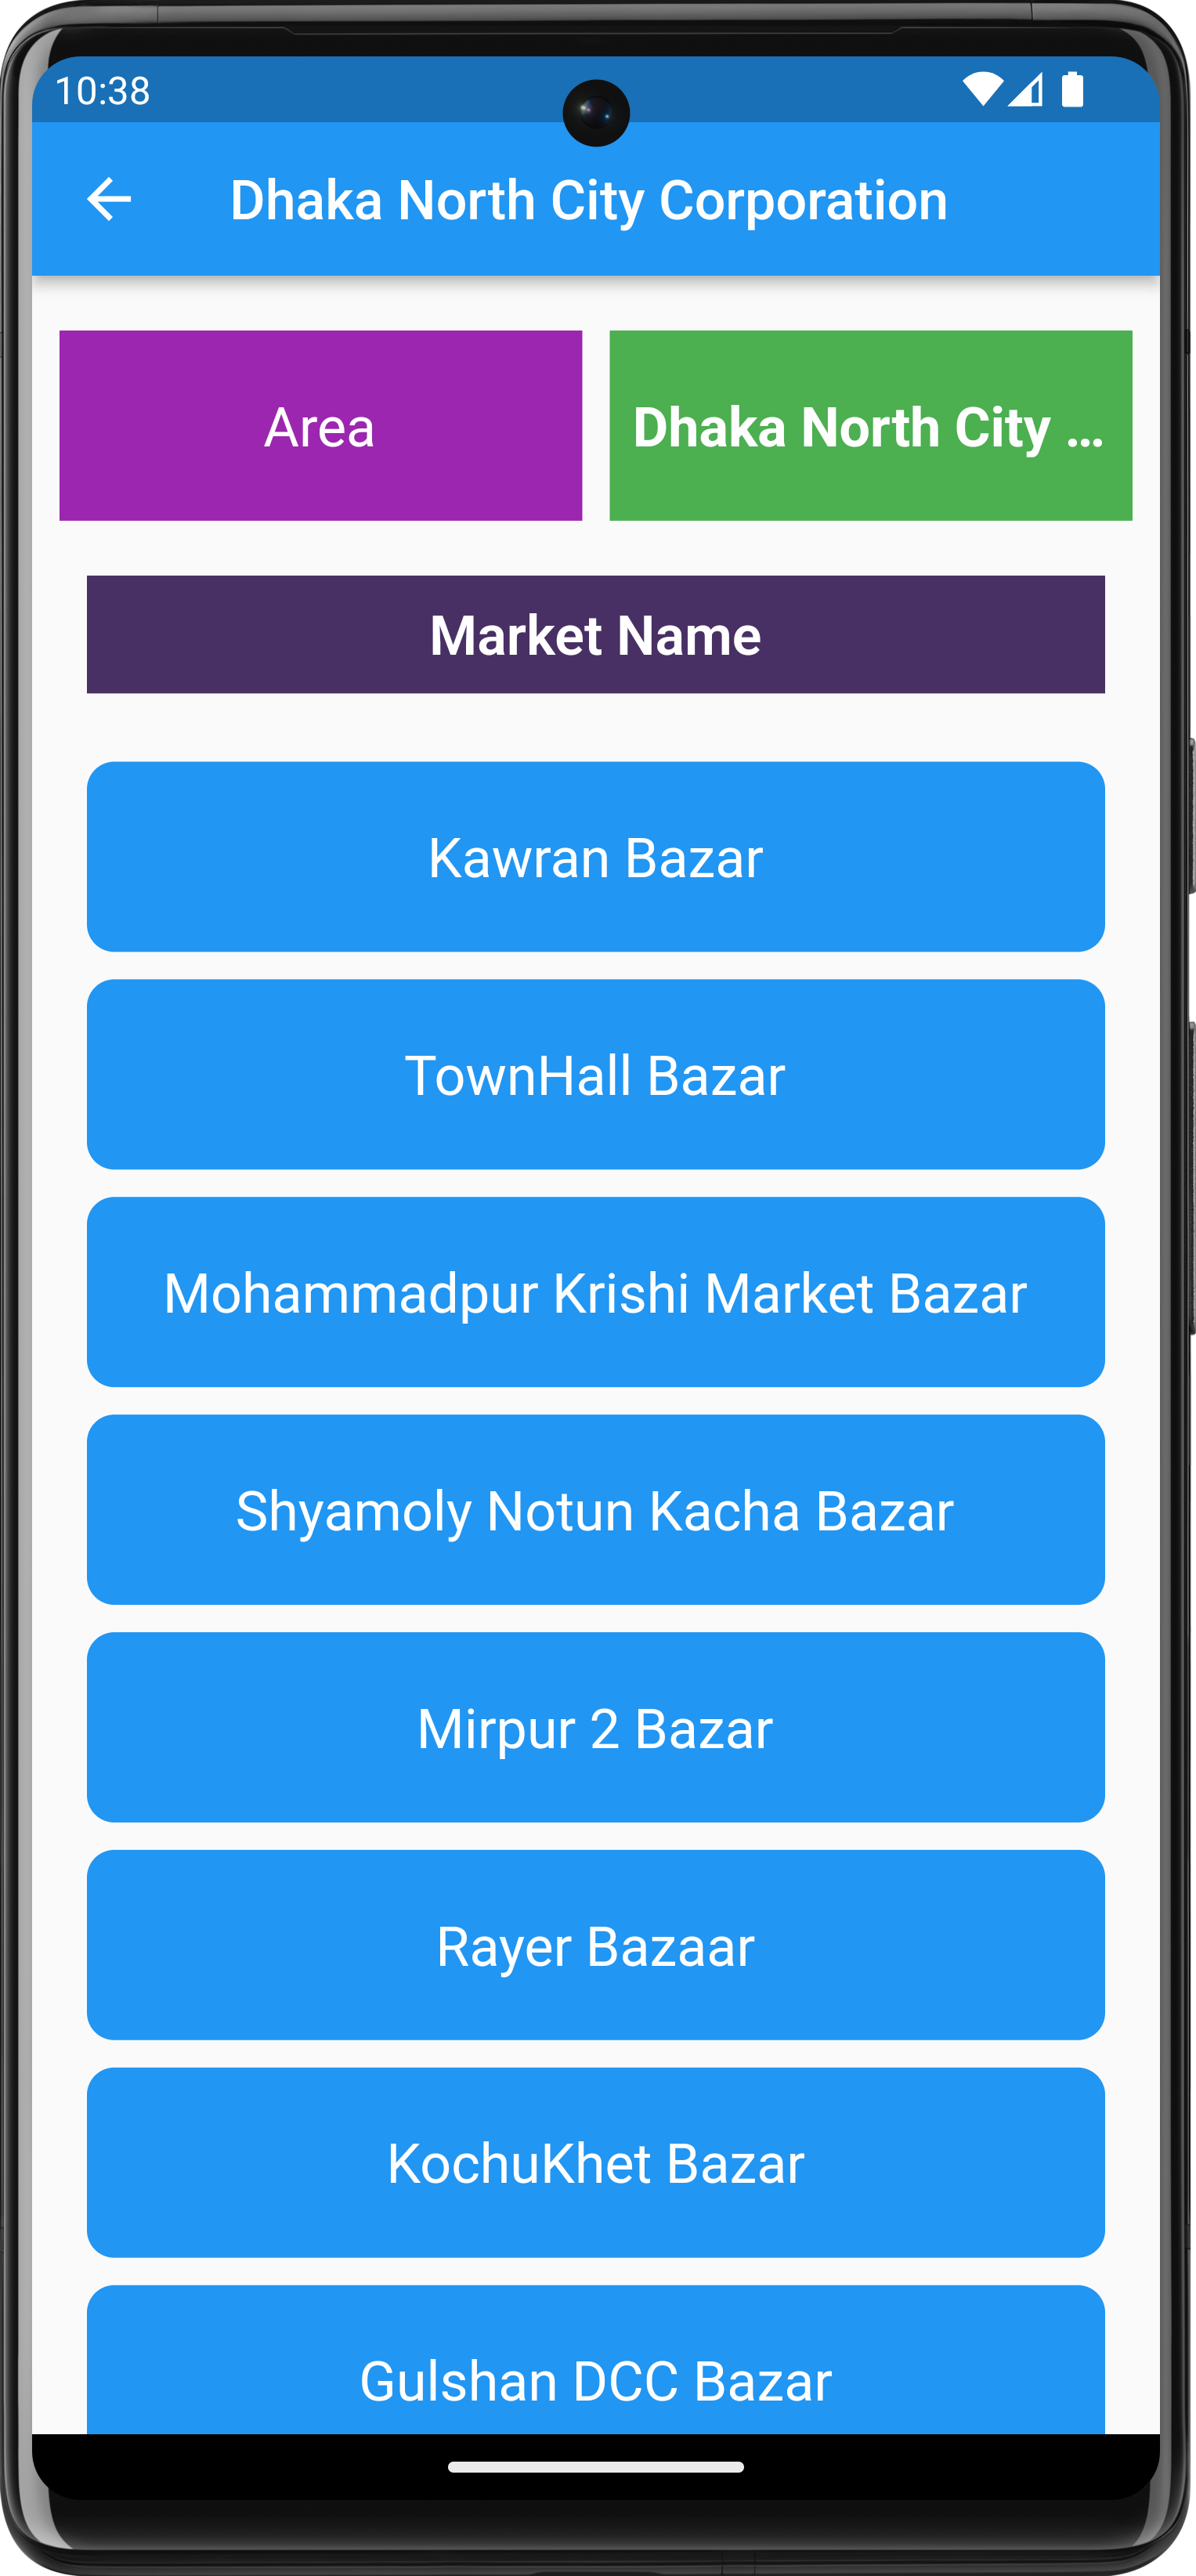 10:38
Dhaka North City Corporation
Area
Dhaka North City ...
Market Name
Kawran Bazar
TownHall Bazar
Mohammadpur Krishi Market Bazar
Shyamoly Notun Kacha Bazar
Mirpur 2 Bazar
Rayer Bazaar
KochuKhet Bazar
Gulshan DCC Bazar